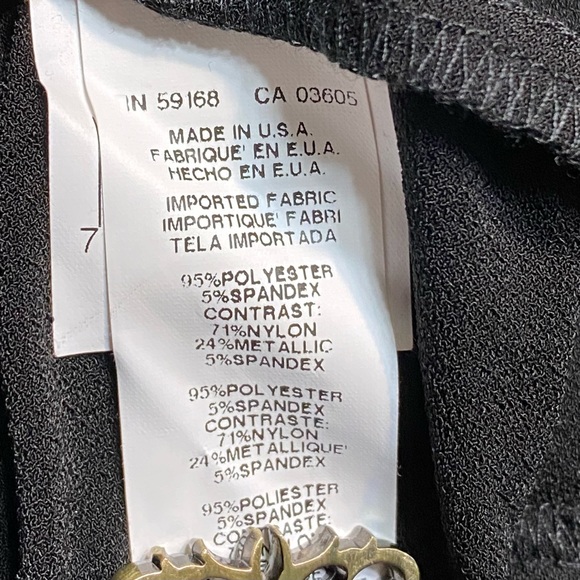 RN 59168 CA 03605
MADE IN U.S.A.
FABRIQUE' EN E.U.A.
HECHO EN E.U.A.
IMPORTED FABRIC
IMPORTIQUE' FABRI
TELA IMPORTADA
7
95%POLYESTER
5%SPANDEX
CONTRAST:
71%NYLON
24%METALLIC
5%SPANDEX
95%POLYESTER
5%SPANDEX
CONTRASTE:
71%NYLON
24%METALLIQUE'
5%SPANDEX
95%POLIESTER
5%SPANDEX